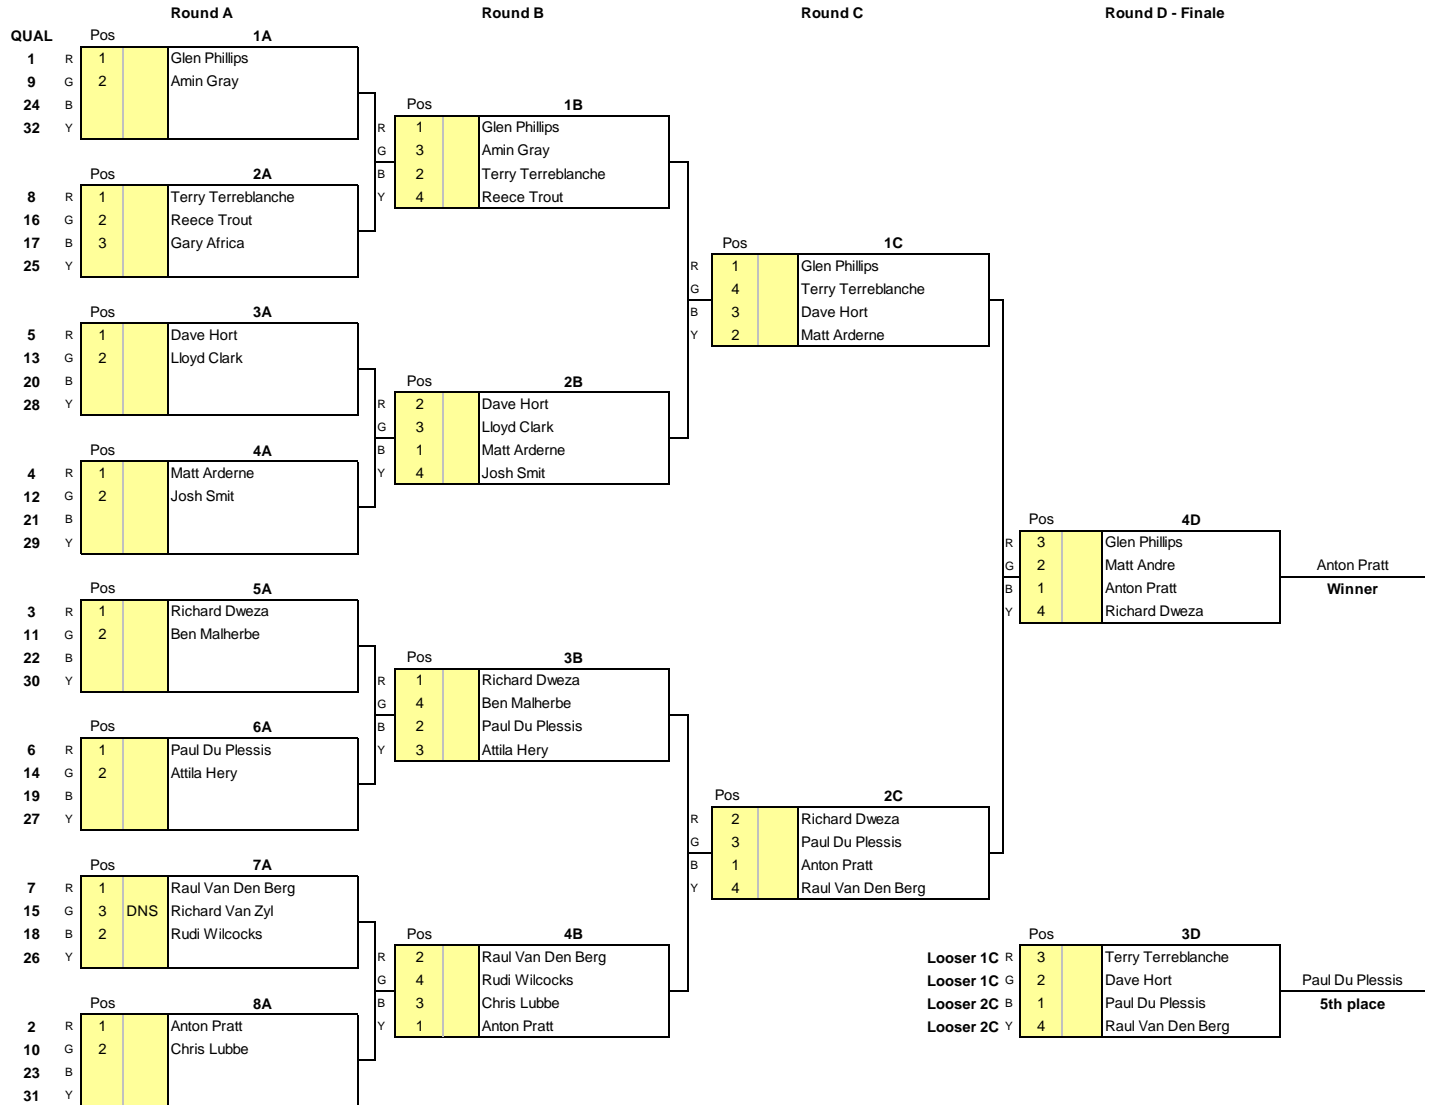 Round A Round B Round C Round D - Finale
QUAL Pos 1A
1 R 1 Glen Phillips
9 G 2 Amin Gray
24 B
32 Y
Pos 2A
8 R 1 Terry Terreblanche
16 G 2 Reece Trout
17 B 3 Gary Africa
25 Y
Pos 3A
5 R 1 Dave Hort
13 G 2 Lloyd Clark
20 B
28 Y
Pos 4A
4 R 1 Matt Arderne
12 G 2 Josh Smit
21 B
29 Y
Pos 5A
3 R 1 Richard Dweza
11 G 2 Ben Malherbe
22 B
30 Y
Pos 6A
6 R 1 Paul Du Plessis
14 G 2 Attila Hery
19 B
27 Y
Pos 7A
7 R 1 Raul Van Den Berg
15 G 3 DNS Richard Van Zyl
18 B 2 Rudi Wilcocks
26 Y
Pos 8A
2 R 1 Anton Pratt
10 G 2 Chris Lubbe
23 B
31 Y
Pos 1B
R 1 Glen Phillips
G 3 Amin Gray
B 2 Terry Terreblanche
Y 4 Reece Trout
Pos 2B
R 2 Dave Hort
G 3 Lloyd Clark
B 1 Matt Arderne
Y 4 Josh Smit
Pos 3B
R 1 Richard Dweza
G 4 Ben Malherbe
B 2 Paul Du Plessis
Y 3 Attila Hery
Pos 4B
R 2 Raul Van Den Berg
G 4 Rudi Wilcocks
B 3 Chris Lubbe
Y 1 Anton Pratt
Pos 1C
R 1 Glen Phillips
G 4 Terry Terreblanche
B 3 Dave Hort
Y 2 Matt Arderne
Pos 2C
R 2 Richard Dweza
G 3 Paul Du Plessis
B 1 Anton Pratt
Y 4 Raul Van Den Berg
Pos 4D
R 3 Glen Phillips
G 2 Matt Andre
B 1 Anton Pratt
Y 4 Richard Dweza
Anton Pratt
Winner
Pos 3D
Looser 1C R 3 Terry Terreblanche
Looser 1C G 2 Dave Hort
Looser 2C B 1 Paul Du Plessis
Looser 2C Y 4 Raul Van Den Berg
Paul Du Plessis
5th place